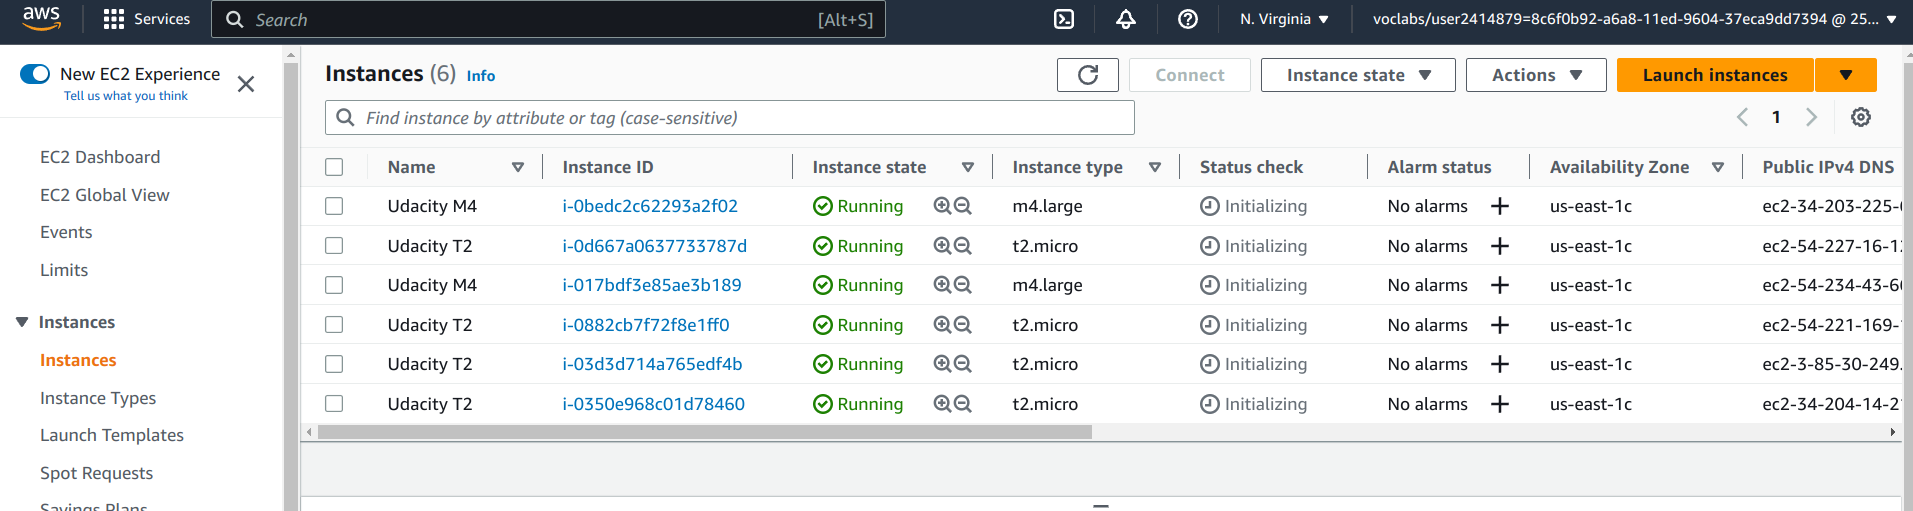 aws Services Search [Alt+S] N. Virginia voclabs/user2414879=8c6f0b92-a6a8-11ed-9604-37eca9dd7394 @ 25...
New EC2 Experience
Tell us what you think
EC2 Dashboard
EC2 Global View
Events
Limits
Instances
Instances
Instance Types
Launch Templates
Spot Requests
Savings Plans
Instances (6) Info Connect Instance state Actions Launch instances
Find instance by attribute or tag (case-sensitive) 1
Name Instance ID Instance state Instance type Status check Alarm status Availability Zone Public IPv4 DNS
Udacity M4 i-0bedc2c62293a2f02 Running m4.large Initializing No alarms us-east-1c ec2-34-203-225-
Udacity T2 i-0d667a0637733787d Running t2.micro Initializing No alarms us-east-1c ec2-54-227-16-1
Udacity M4 i-017bdf3e85ae3b189 Running m4.large Initializing No alarms us-east-1c ec2-54-234-43-6
Udacity T2 i-0882cb7f72f8e1ff0 Running t2.micro Initializing No alarms us-east-1c ec2-54-221-169-
Udacity T2 i-03d3d714a765edf4b Running t2.micro Initializing No alarms us-east-1c ec2-3-85-30-249.
Udacity T2 i-0350e968c01d78460 Running t2.micro Initializing No alarms us-east-1c ec2-34-204-14-2